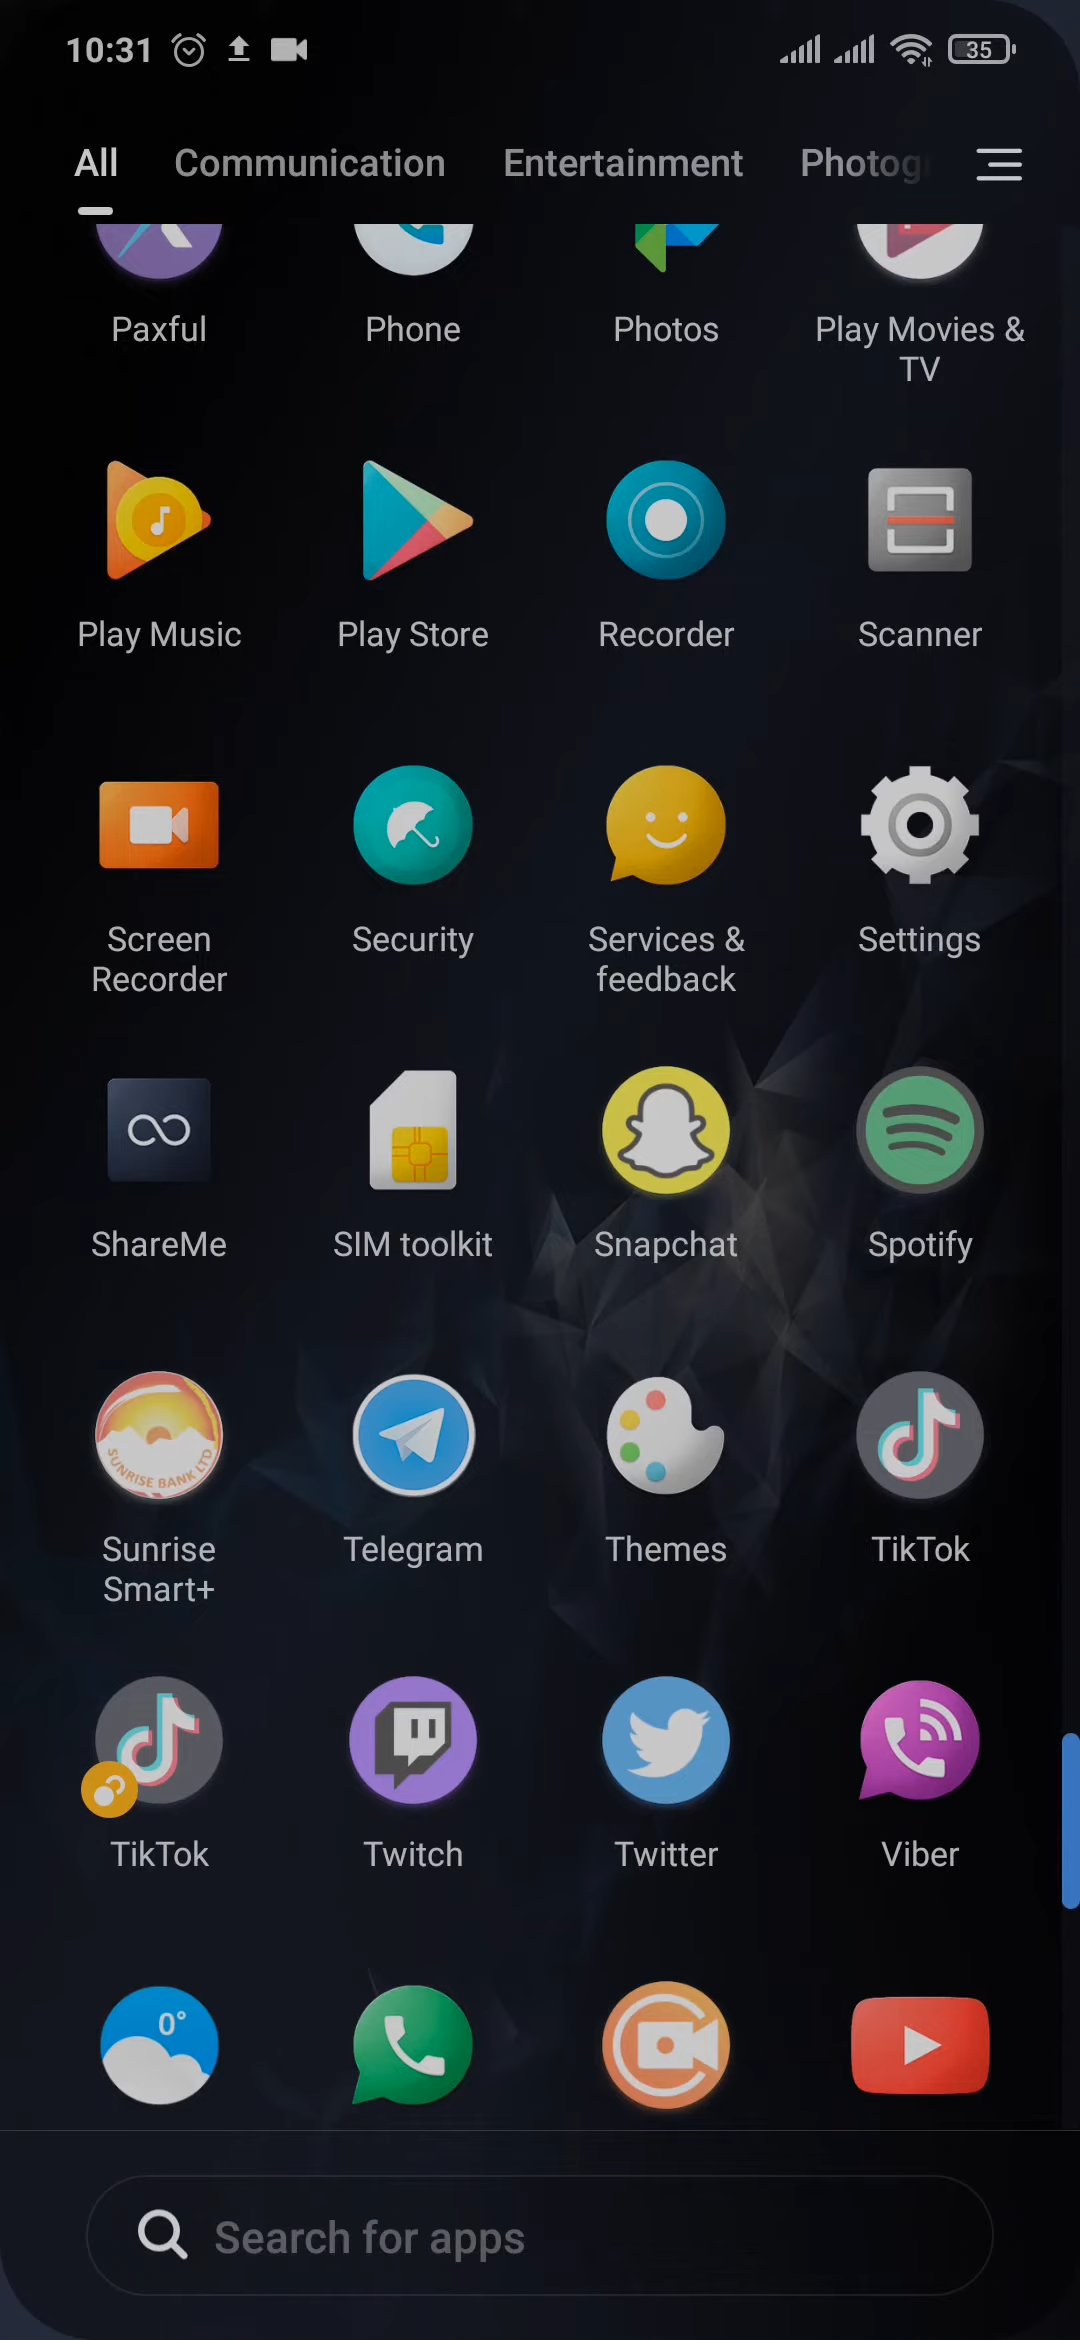 10:31
35
All Communication Entertainment Photog
Paxful Phone Photos Play Movies &
TV
Play Music Play Store Recorder Scanner
Screen Security Services & Settings
Recorder feedback
ShareMe SIM toolkit Snapchat Spotify
SUNRISE BANK LTD
Sunrise Telegram Themes TikTok
Smart+
TikTok Twitch Twitter Viber
0°
Search for apps